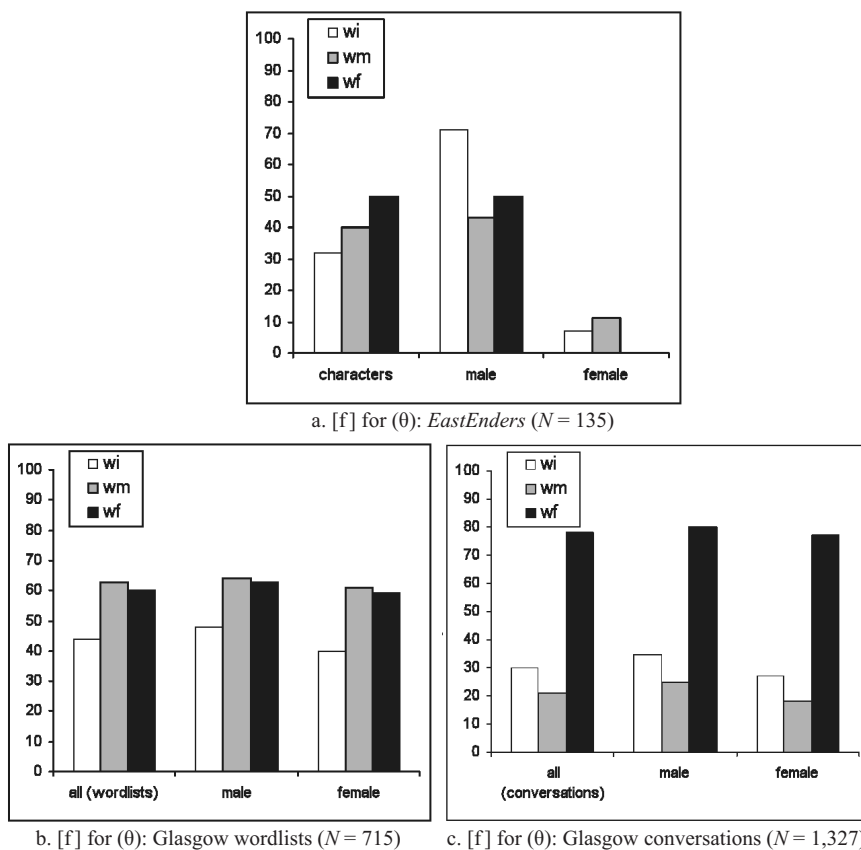 100
90
80
70
60
50
40
30
20
10
0
wi
wm
wf
characters male female
a. [f] for (θ): EastEnders (N = 135)
100
90
80
70
60
50
40
30
20
10
0
wi
wm
wf
all (wordlists) male female
b. [f] for (θ): Glasgow wordlists (N = 715)
100
90
80
70
60
50
40
30
20
10
0
wi
wm
wf
all
(conversations)
male female
c. [f] for (θ): Glasgow conversations (N = 1,327)